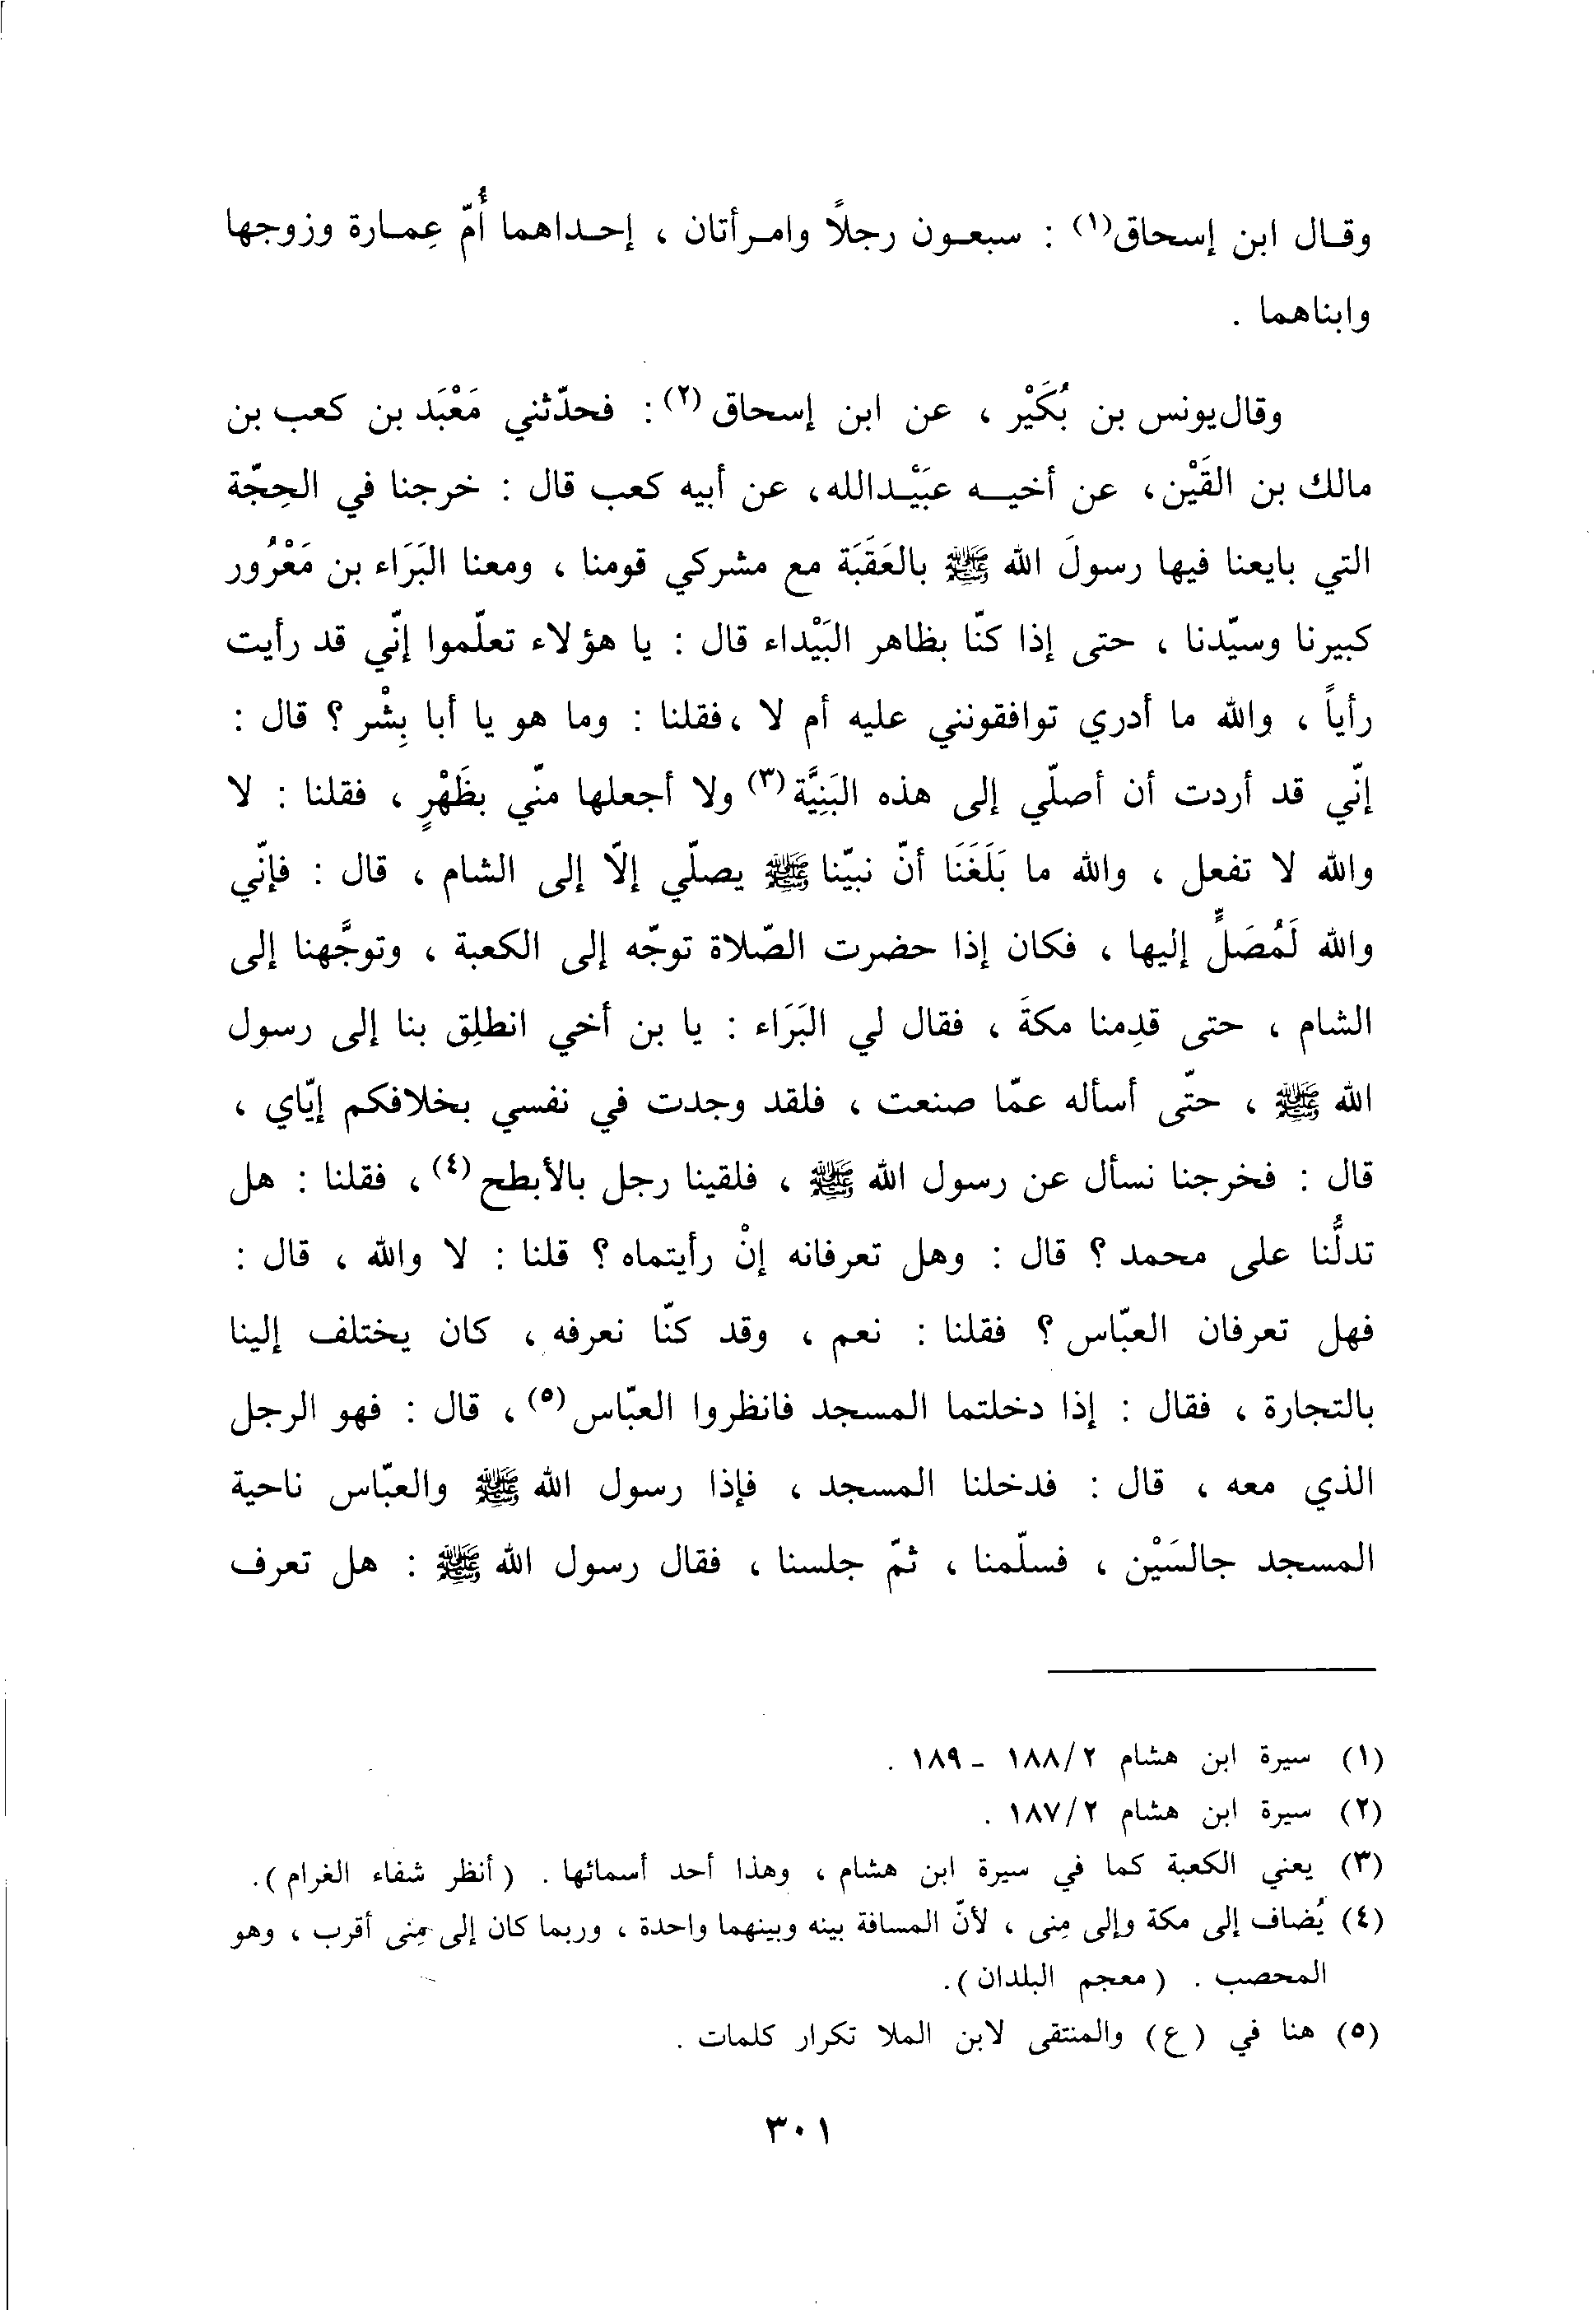 وقال ابن إسحاق(١) : سبعون رجلاً وامرأتان ، إحداهما أُمّ عِمارة وزوجها
وابناهما .
وقال يونس بن بُكَيْر ، عن ابن إسحاق(٢) : فحدّثني مَعْبَد بن كعب بن
مالك بن القَيْن، عن أخيه عبَيْدالله، عن أبيه كعب قال : خرجنا في الحِجّة
التي بايعنا فيها رسولَ الله ﷺ بالعَقَبَة مع مشركي قومنا ، ومعنا البَرَاء بن مَعْرُور
كبيرنا وسيّدنا ، حتى إذا كنّا بظاهر البَيْداء قال : يا هؤلاء تعلّموا إنّي قد رأيت
رأياً ، والله ما أدري توافقونني عليه أم لا ، فقلنا : وما هو يا أبا بِشْر ؟ قال :
إنّي قد أردت أن أصلّي إلى هذه البَنِيَّة(٣) ولا أجعلها منّي بظَهْرٍ ، فقلنا : لا
والله لا تفعل ، والله ما بَلَغَنَا أنّ نبيّنا ﷺ يصلّي إلّا إلى الشام ، قال : فإنّي
والله لَمُصَلٍّ إليها ، فكان إذا حضرت الصّلاة توجّه إلى الكعبة ، وتوجَّهنا إلى
الشام ، حتى قدِمنا مكةَ ، فقال لي البَرَاء : يا بن أخي انطلِق بنا إلى رسول
الله ﷺ ، حتّى أسأله عمّا صنعت ، فلقد وجدت في نفسي بخلافكم إيّاي ،
قال : فخرجنا نسأل عن رسول الله ﷺ ، فلقينا رجل بالأبطح(٤) ، فقلنا : هل
تدلُّنا على محمد ؟ قال : وهل تعرفانه إنْ رأيتماه ؟ قلنا : لا والله ، قال :
فهل تعرفان العبّاس ؟ فقلنا : نعم ، وقد كنّا نعرفه ، كان يختلف إلينا
بالتجارة ، فقال : إذا دخلتما المسجد فانظروا العبّاس(٥) ، قال : فهو الرجل
الذي معه ، قال : فدخلنا المسجد ، فإذا رسول الله ﷺ والعبّاس ناحية
المسجد جالسَيْن ، فسلّمنا ، ثمّ جلسنا ، فقال رسول الله ﷺ : هل تعرف
(١) سيرة ابن هشام ٢/ ١٨٨ - ١٨٩ .
(٢) سيرة ابن هشام ٢/ ١٨٧ .
(٣) يعني الكعبة كما في سيرة ابن هشام ، وهذا أحد أسمائها . (أنظر شفاء الغرام).
(٤) يُضاف إلى مكة وإلى مِنى ، لأنّ المسافة بينه وبينهما واحدة ، وربما كان إلى مِنى أقرب ، وهو
المحصب . (معجم البلدان).
(٥) هنا في (ع) والمنتقى لابن الملا تكرار كلمات .
٣٠١